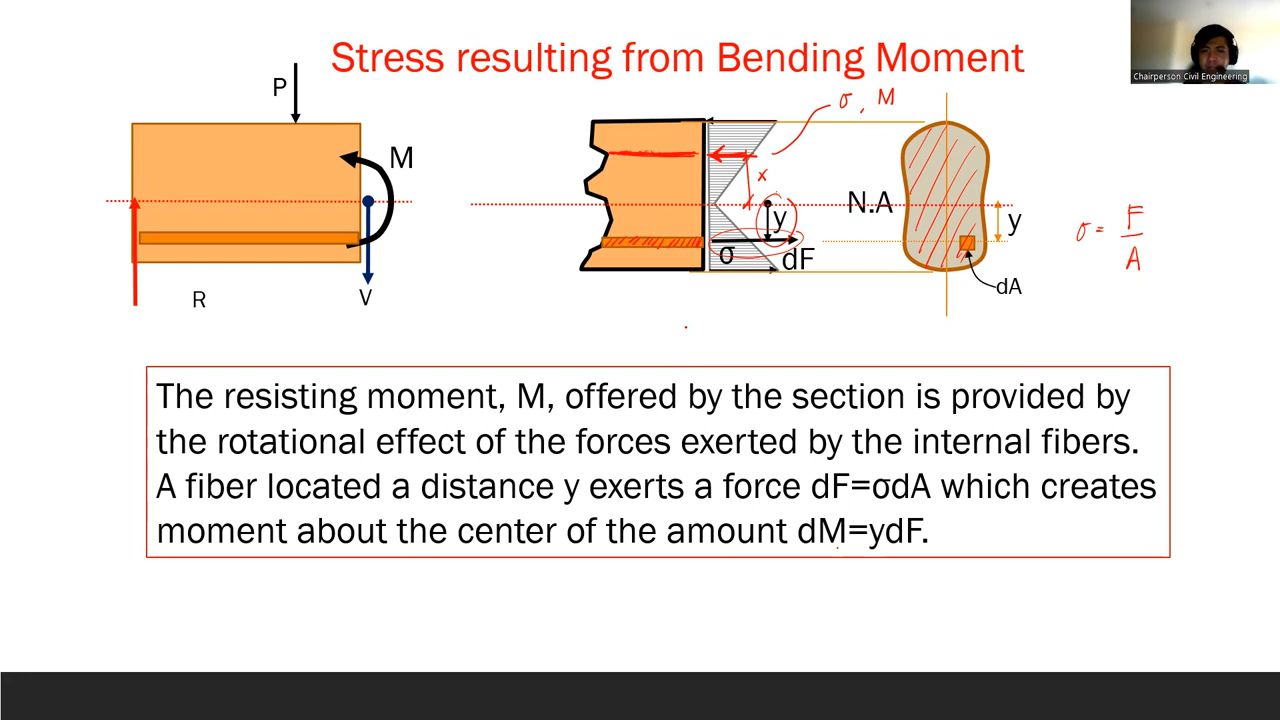 Stress resulting from Bending Moment
Chairperson Civil Engineering
P
σ, M
M
x
N.A
y
y
σ = F
A
σ
dF
dA
R
V
The resisting moment, M, offered by the section is provided by
the rotational effect of the forces exerted by the internal fibers.
A fiber located a distance y exerts a force dF=σdA which creates
moment about the center of the amount dM=ydF.